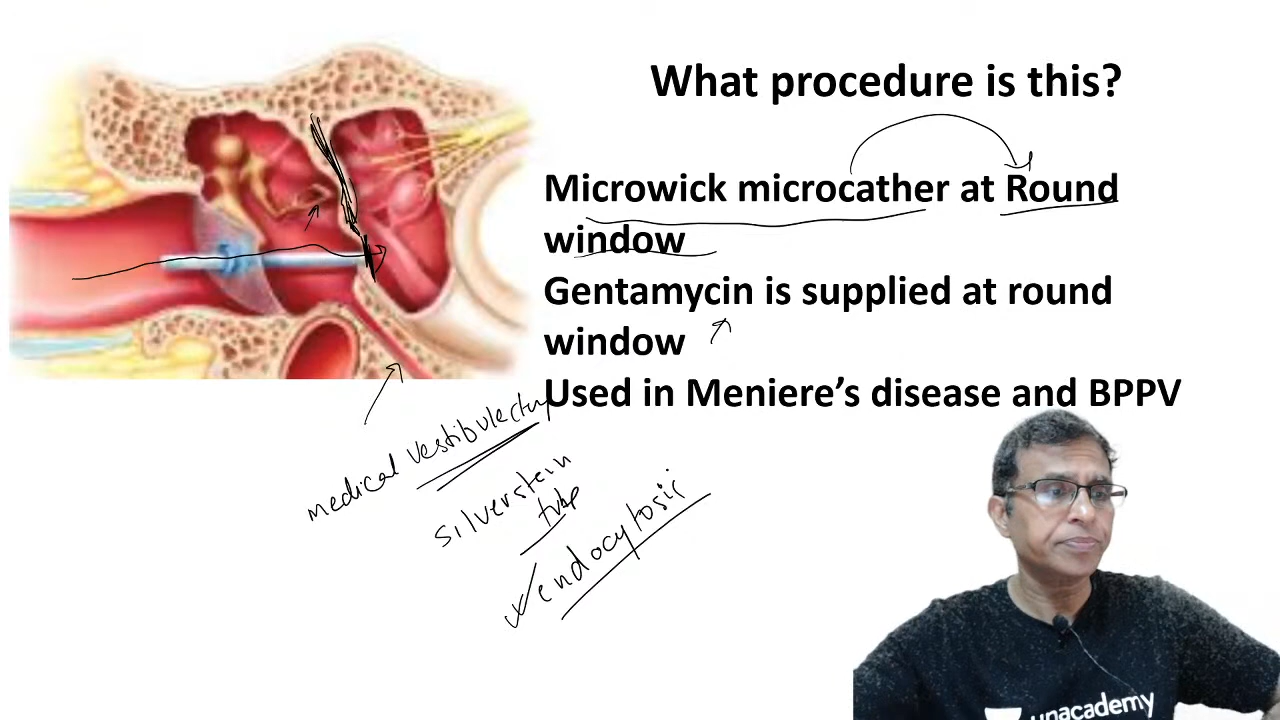 What procedure is this?
Microwick microcather at Round
window
Gentamycin is supplied at round
window
Used in Meniere's disease and BPPV
medical vestibulectomy
silverstein
tube
endocytosis
unacademy